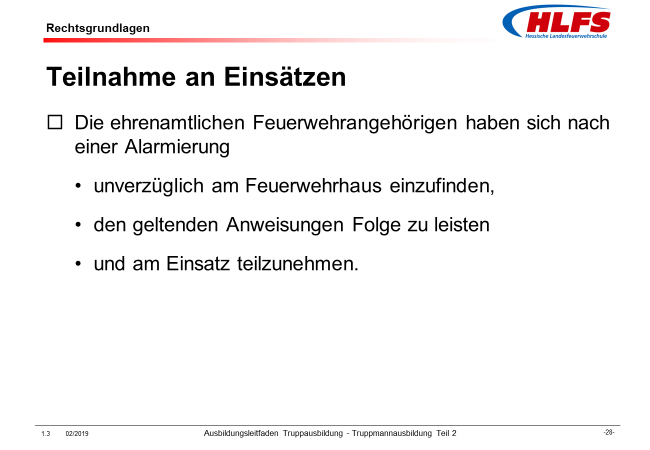 Rechtsgrundlagen
HLFS
Hessische Landesfeuerwehrschule
Teilnahme an Einsätzen
Die ehrenamtlichen Feuerwehrangehörigen haben sich nach
einer Alarmierung
• unverzüglich am Feuerwehrhaus einzufinden,
• den geltenden Anweisungen Folge zu leisten
• und am Einsatz teilzunehmen.
1.3 02/2019 Ausbildungsleitfaden Truppausbildung - Truppmannausbildung Teil 2 -28-